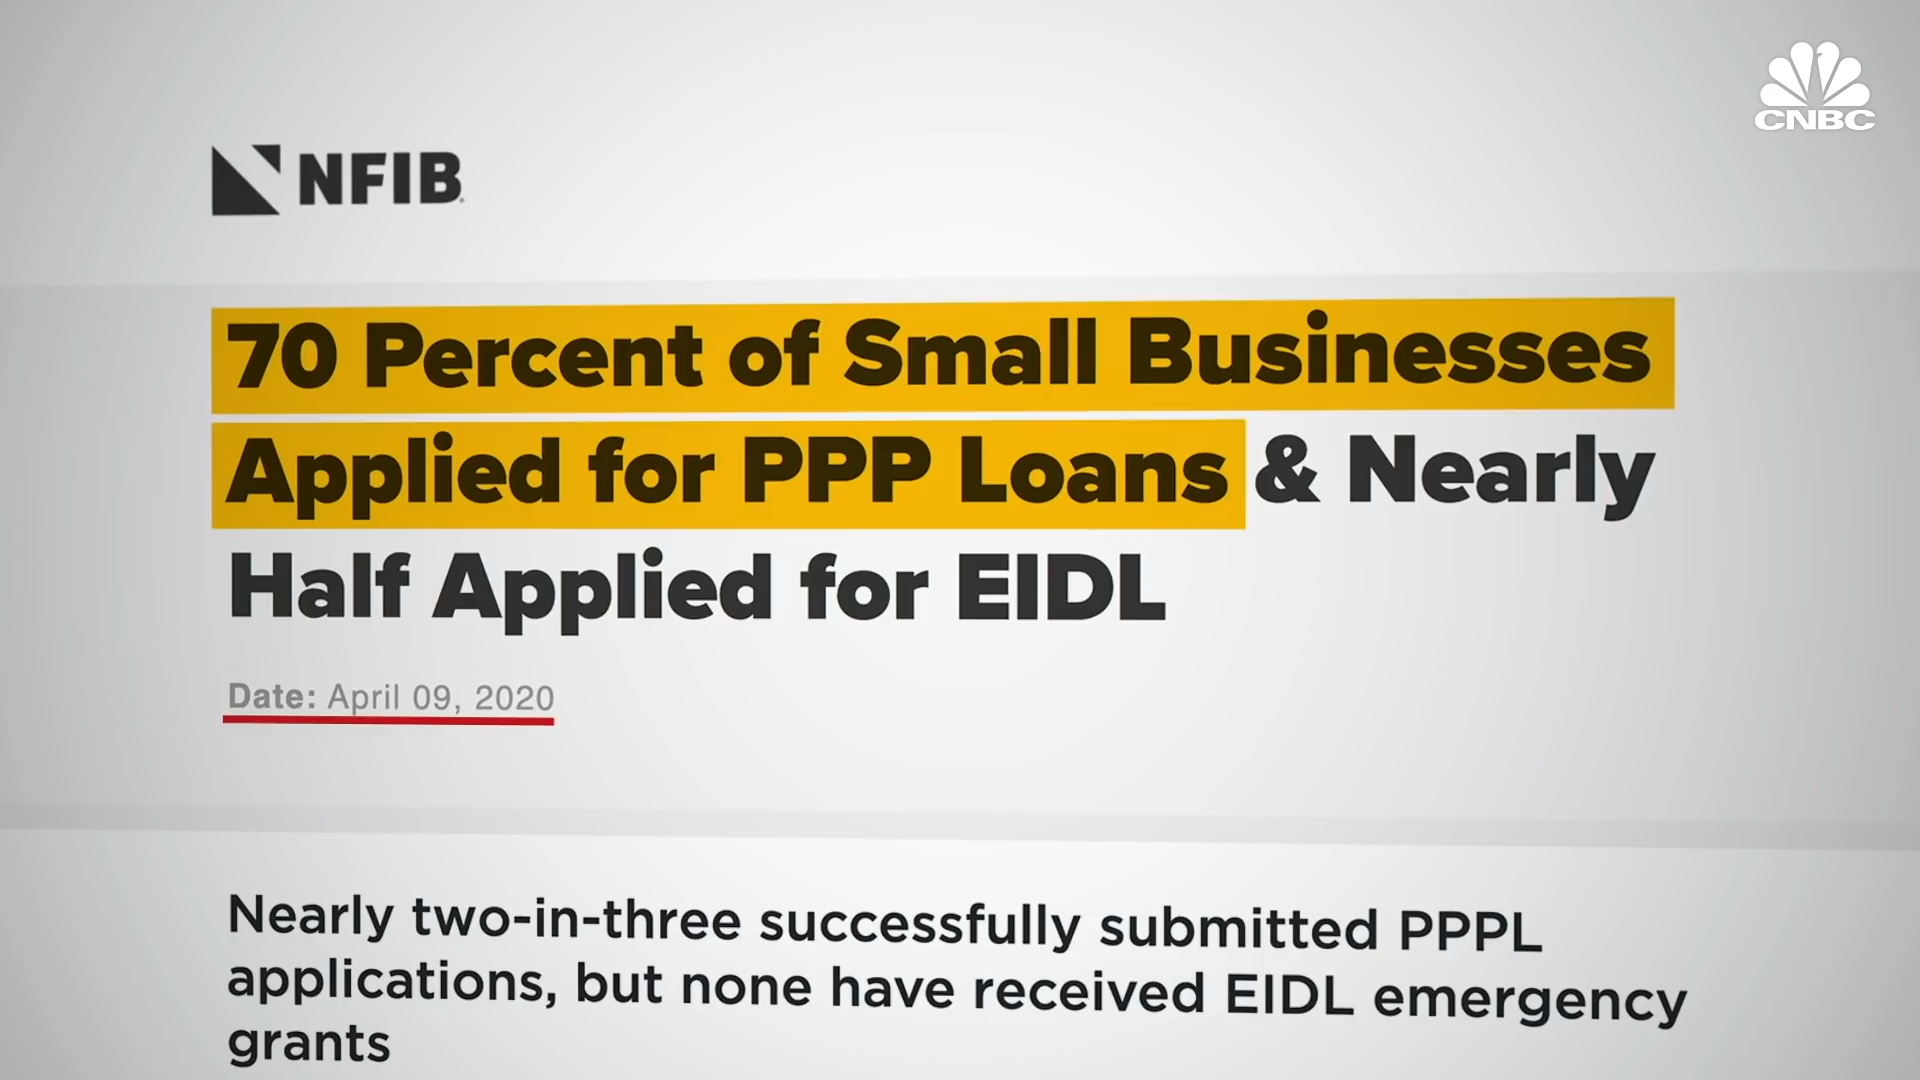 CNBC
NFIB
70 Percent of Small Businesses
Applied for PPP Loans & Nearly
Half Applied for EIDL
Date: April 09, 2020
Nearly two-in-three successfully submitted PPPL
applications, but none have received EIDL emergency
grants